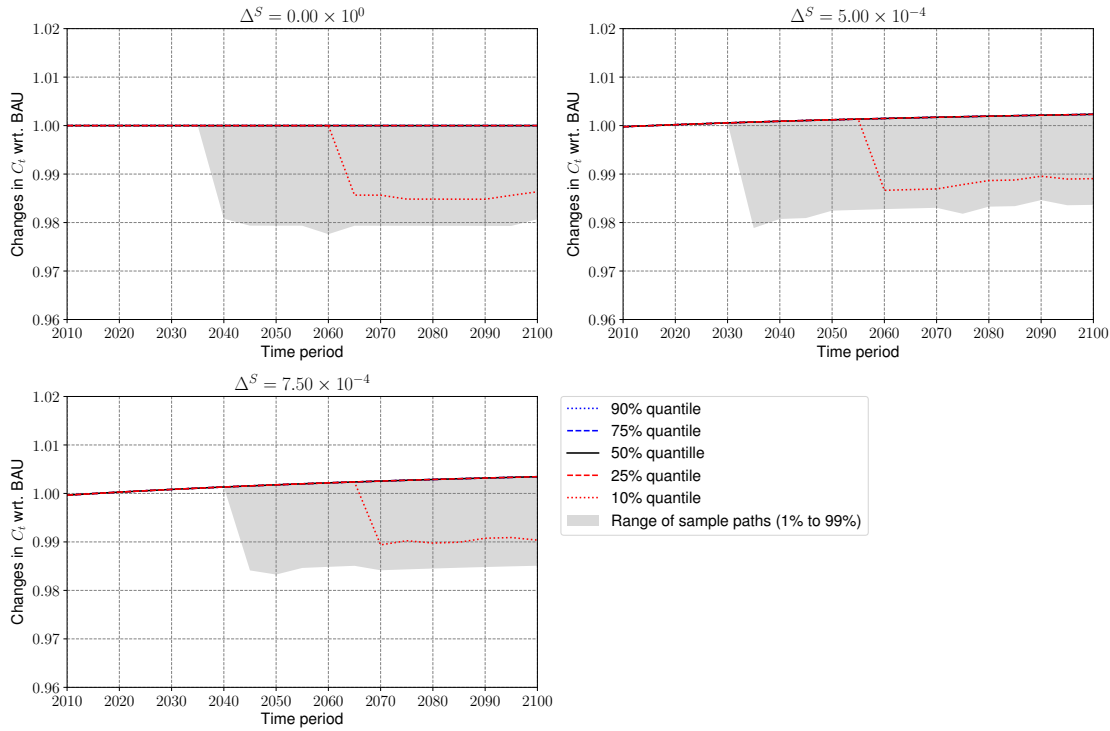 Δ^S = 0.00 × 10^0
Changes in C_t wrt. BAU
1.02
1.01
1.00
0.99
0.98
0.97
0.96
2010 2020 2030 2040 2050 2060 2070 2080 2090 2100
Time period
Δ^S = 5.00 × 10^−4
Changes in C_t wrt. BAU
1.02
1.01
1.00
0.99
0.98
0.97
0.96
2010 2020 2030 2040 2050 2060 2070 2080 2090 2100
Time period
Δ^S = 7.50 × 10^−4
Changes in C_t wrt. BAU
1.02
1.01
1.00
0.99
0.98
0.97
0.96
2010 2020 2030 2040 2050 2060 2070 2080 2090 2100
Time period
90% quantile
75% quantile
50% quantille
25% quantile
10% quantile
Range of sample paths (1% to 99%)